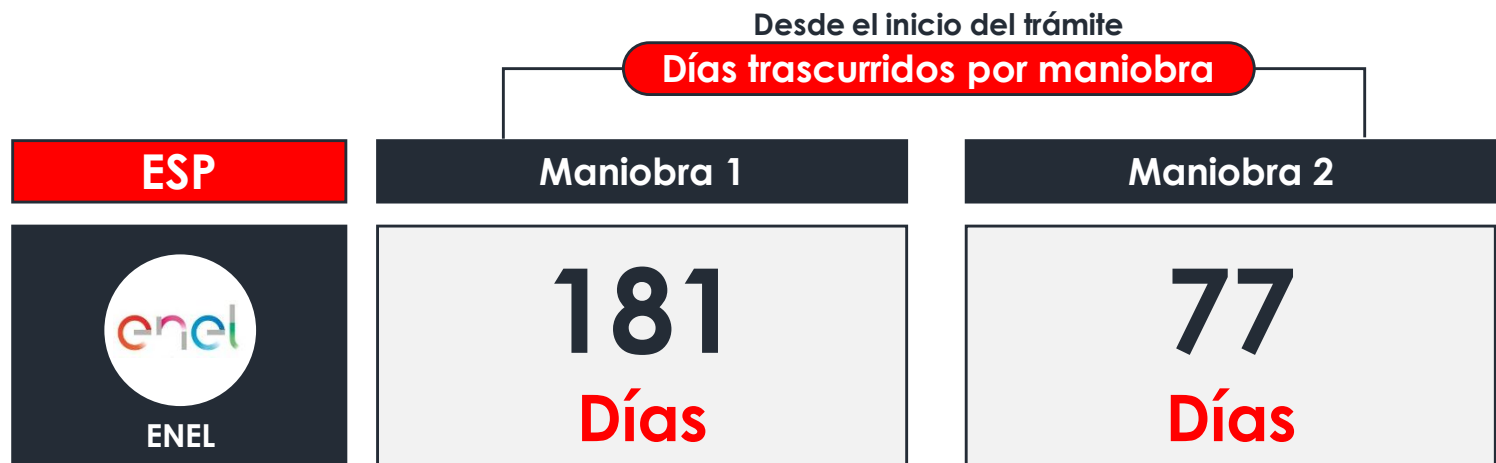 Desde el inicio del trámite
Días trascurridos por maniobra
ESP
Maniobra 1
Maniobra 2
enel
ENEL
181
Días
77
Días